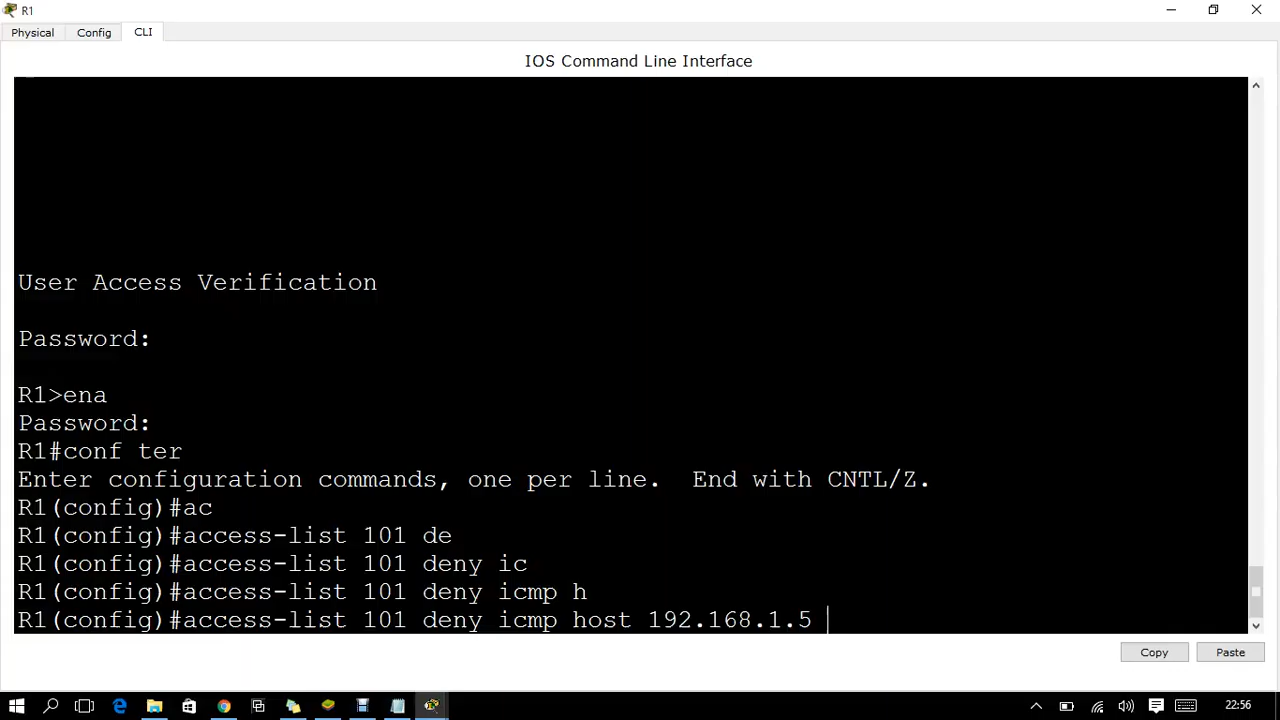 R1
Physical Config CLI
IOS Command Line Interface
User Access Verification
Password:
R1>ena
Password:
R1#conf ter
Enter configuration commands, one per line.  End with CNTL/Z.
R1(config)#ac
R1(config)#access-list 101 de
R1(config)#access-list 101 deny ic
R1(config)#access-list 101 deny icmp h
R1(config)#access-list 101 deny icmp host 192.168.1.5
Copy Paste
22:56